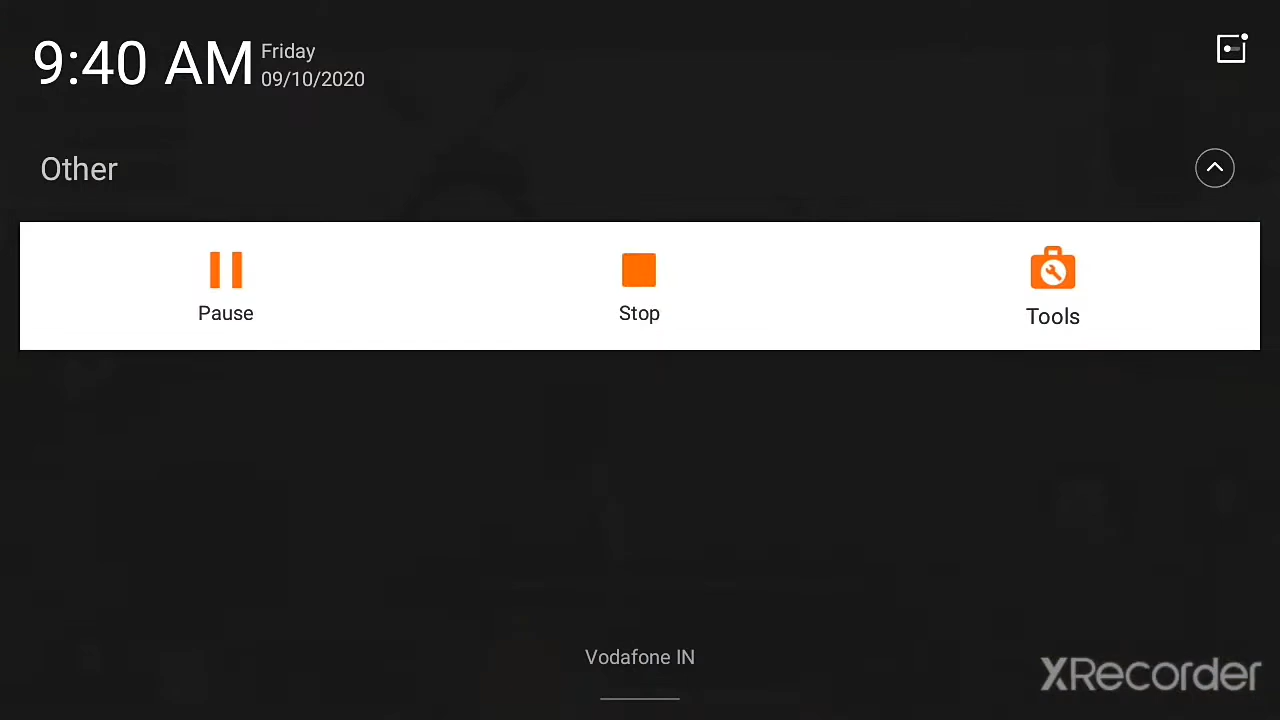 9:40 AM
Friday
09/10/2020
Other
Pause
Stop
Tools
Vodafone IN
XRecorder